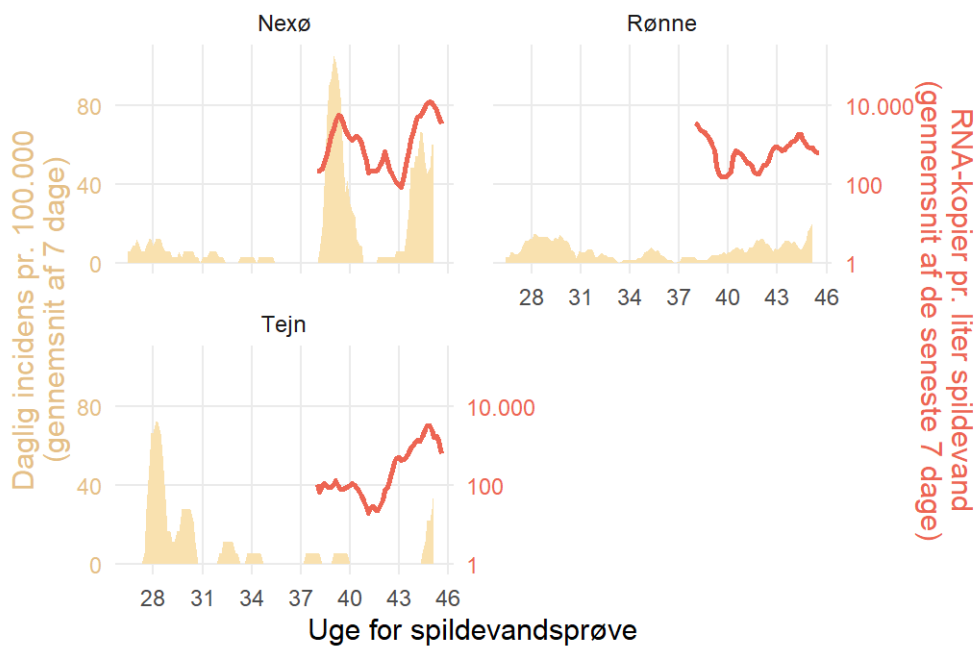 Nexø
Rønne
Daglig incidens pr. 100.000
(gennemsnit af 7 dage)
80
40
0
10.000
100
1
28 31 34 37 40 43 46
RNA-kopier pr. liter spildevand
(gennemsnit af de seneste 7 dage)
Tejn
80
40
0
10.000
100
1
28 31 34 37 40 43 46
Uge for spildevandsprøve